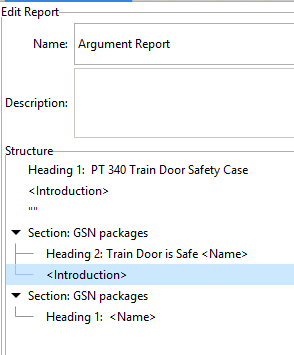 Edit Report
Name: Argument Report
Description:
Structure
Heading 1: PT 340 Train Door Safety Case
<Introduction>
""
Section: GSN packages
Heading 2: Train Door is Safe <Name>
<Introduction>
Section: GSN packages
Heading 1: <Name>